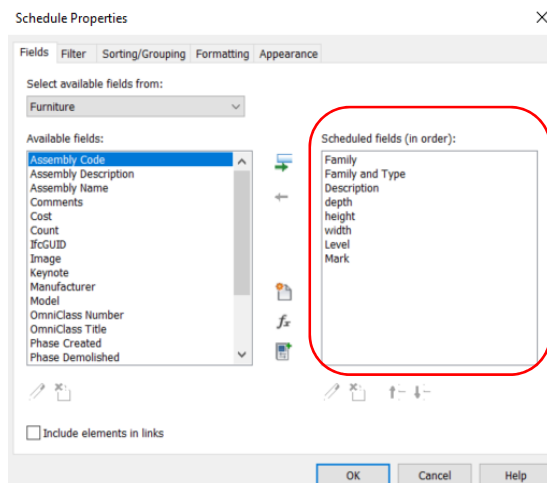 Schedule Properties
Fields Filter Sorting/Grouping Formatting Appearance
Select available fields from:
Furniture
Available fields:
Assembly Code
Assembly Description
Assembly Name
Comments
Cost
Count
IfcGUID
Image
Keynote
Manufacturer
Model
OmniClass Number
OmniClass Title
Phase Created
Phase Demolished
fx
Scheduled fields (in order):
Family
Family and Type
Description
depth
height
width
Level
Mark
Include elements in links
OK Cancel Help